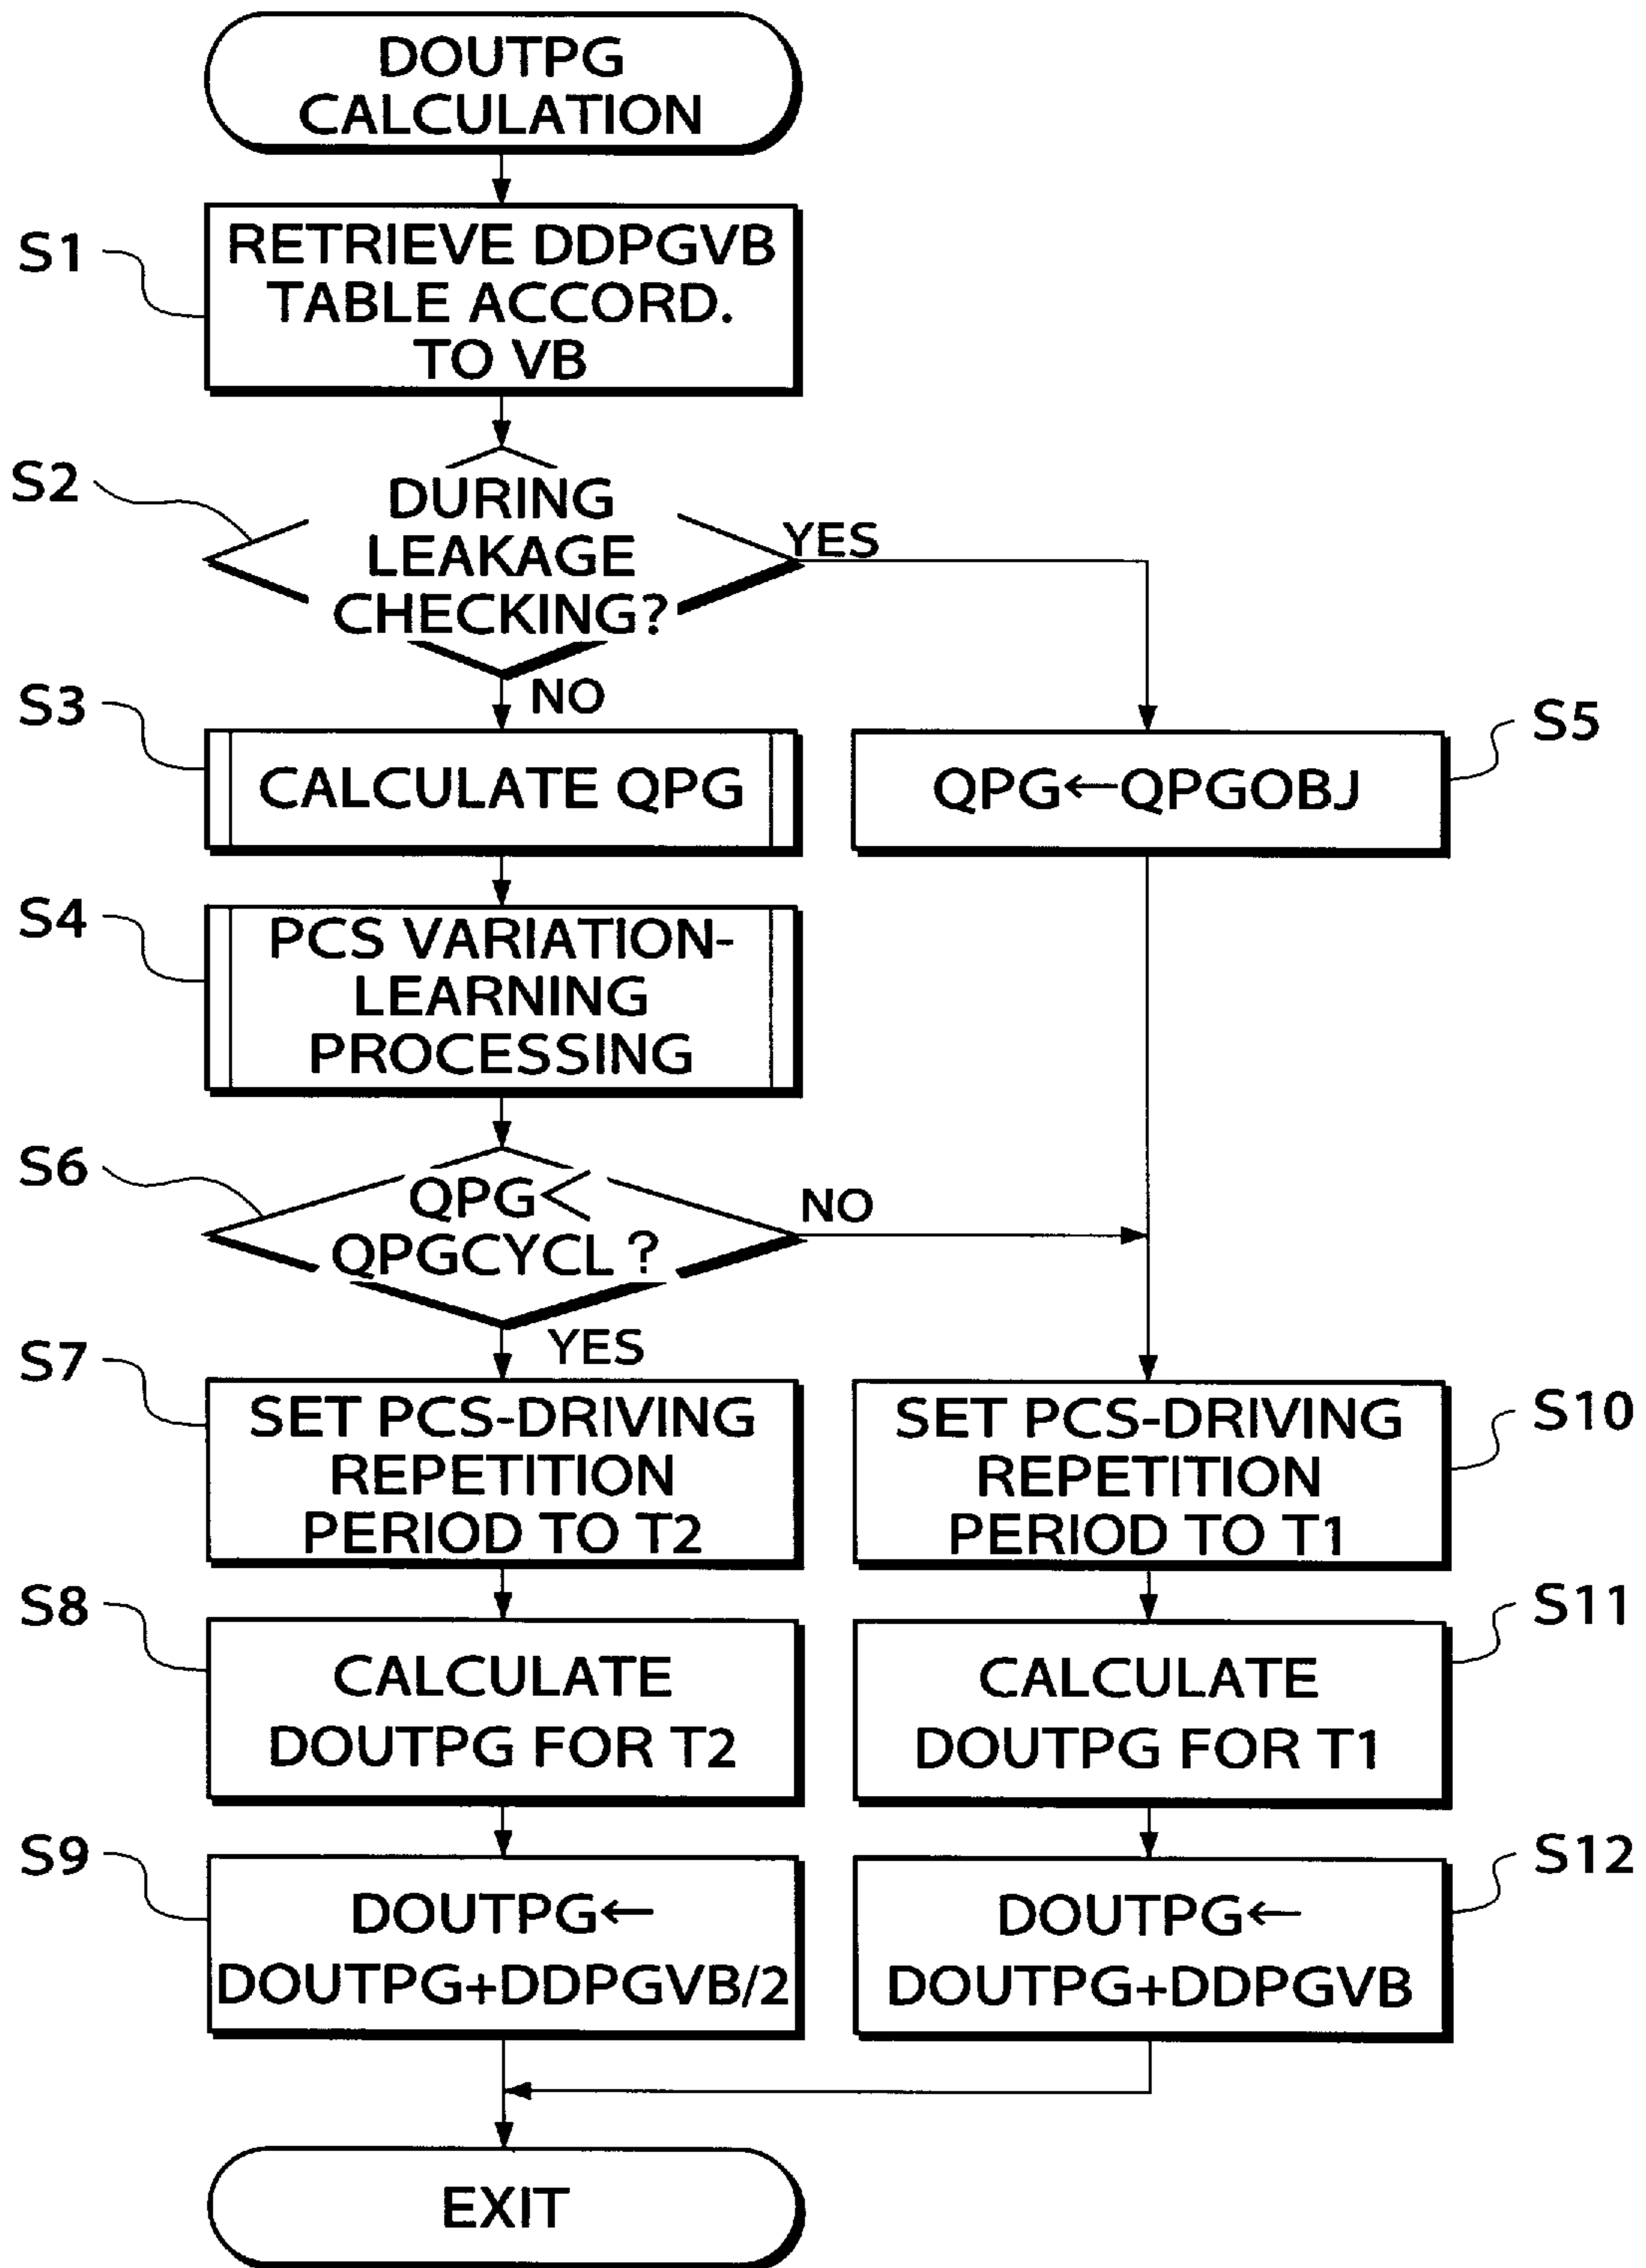 DOUTPG
CALCULATION
S1
RETRIEVE DDPGVB
TABLE ACCORD.
TO VB
S2
DURING
LEAKAGE
CHECKING?
YES
NO
S3
CALCULATE QPG
QPG←QPGOBJ
S5
S4
PCS VARIATION-
LEARNING
PROCESSING
S6
QPG<
QPGCYCL?
NO
YES
S7
SET PCS-DRIVING
REPETITION
PERIOD TO T2
SET PCS-DRIVING
REPETITION
PERIOD TO T1
S10
S8
CALCULATE
DOUTPG FOR T2
CALCULATE
DOUTPG FOR T1
S11
S9
DOUTPG←
DOUTPG+DDPGVB/2
DOUTPG←
DOUTPG+DDPGVB
S12
EXIT